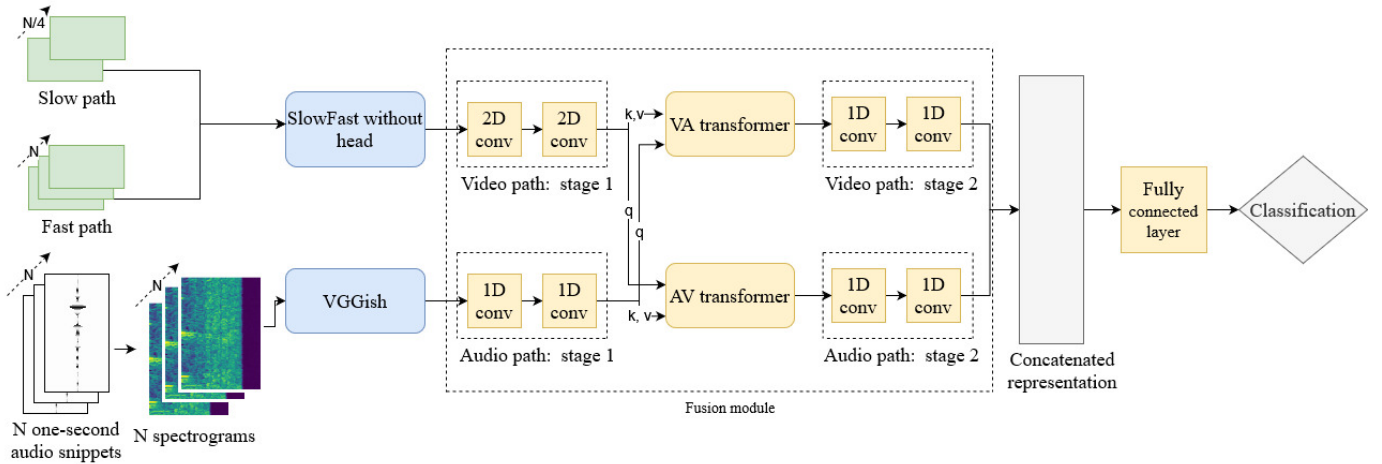 N/4
Slow path
N
Fast path
N
N one-second
audio snippets
N
N spectrograms
SlowFast without
head
VGGish
2D
conv
2D
conv
Video path: stage 1
1D
conv
1D
conv
Audio path: stage 1
k,v
q
q
k, v
VA transformer
AV transformer
1D
conv
1D
conv
Video path: stage 2
1D
conv
1D
conv
Audio path: stage 2
Fusion module
Concatenated
representation
Fully
connected
layer
Classification